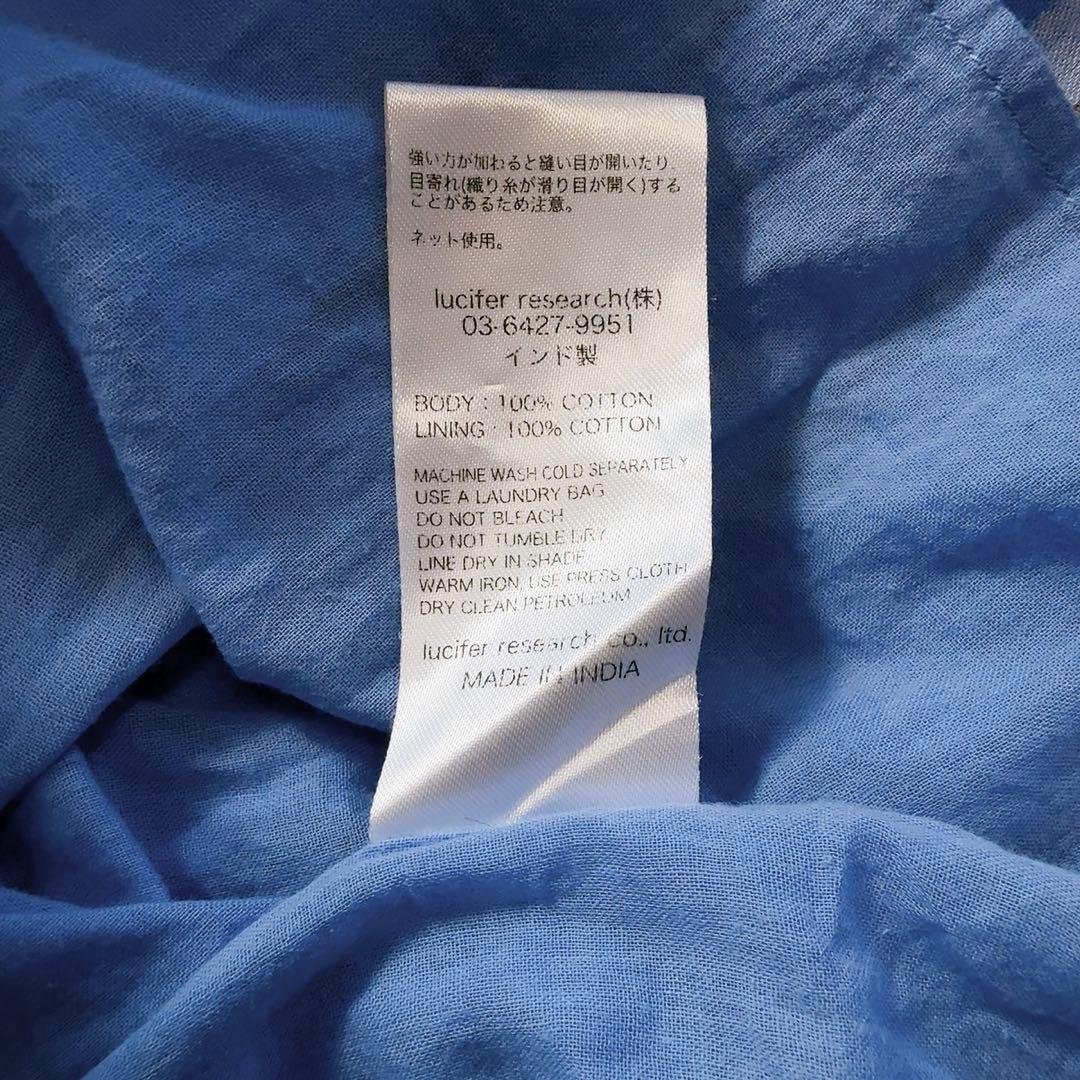 強い力が加わると縫い目が開いたり、
目寄れ(織り糸が滑り目が開く)する
ことがあるため注意。
ネット使用。
lucifer research(株)
03-6427-9951
インド製
BODY : 100% COTTON
LINING : 100% COTTON
MACHINE WASH COLD SEPARATELY
USE A LAUNDRY BAG
DO NOT BLEACH
DO NOT TUMBLE DRY
LINE DRY IN SHADE
WARM IRON, USE PRESS CLOTH
DRY CLEAN PETROLEUM
lucifer research co., ltd.
MADE IN INDIA